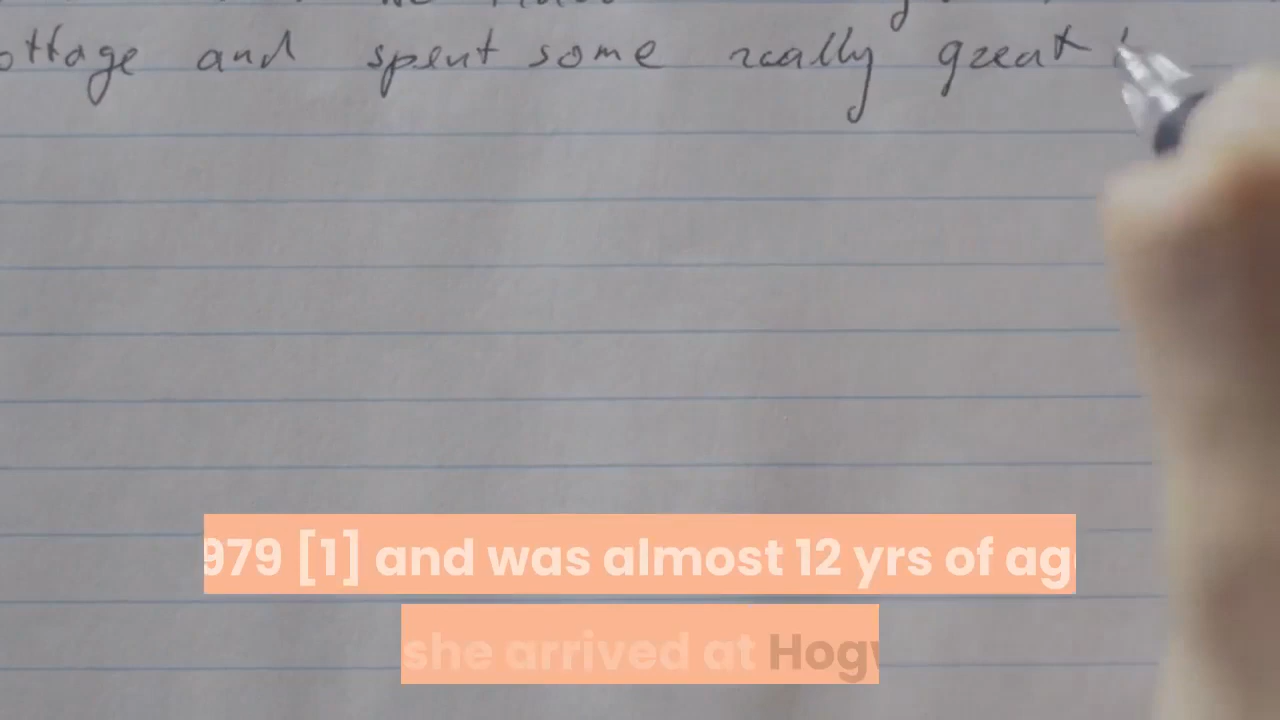 ottage and spent some really great
979 [1] and was almost 12 yrs of ag
she arrived at Hog